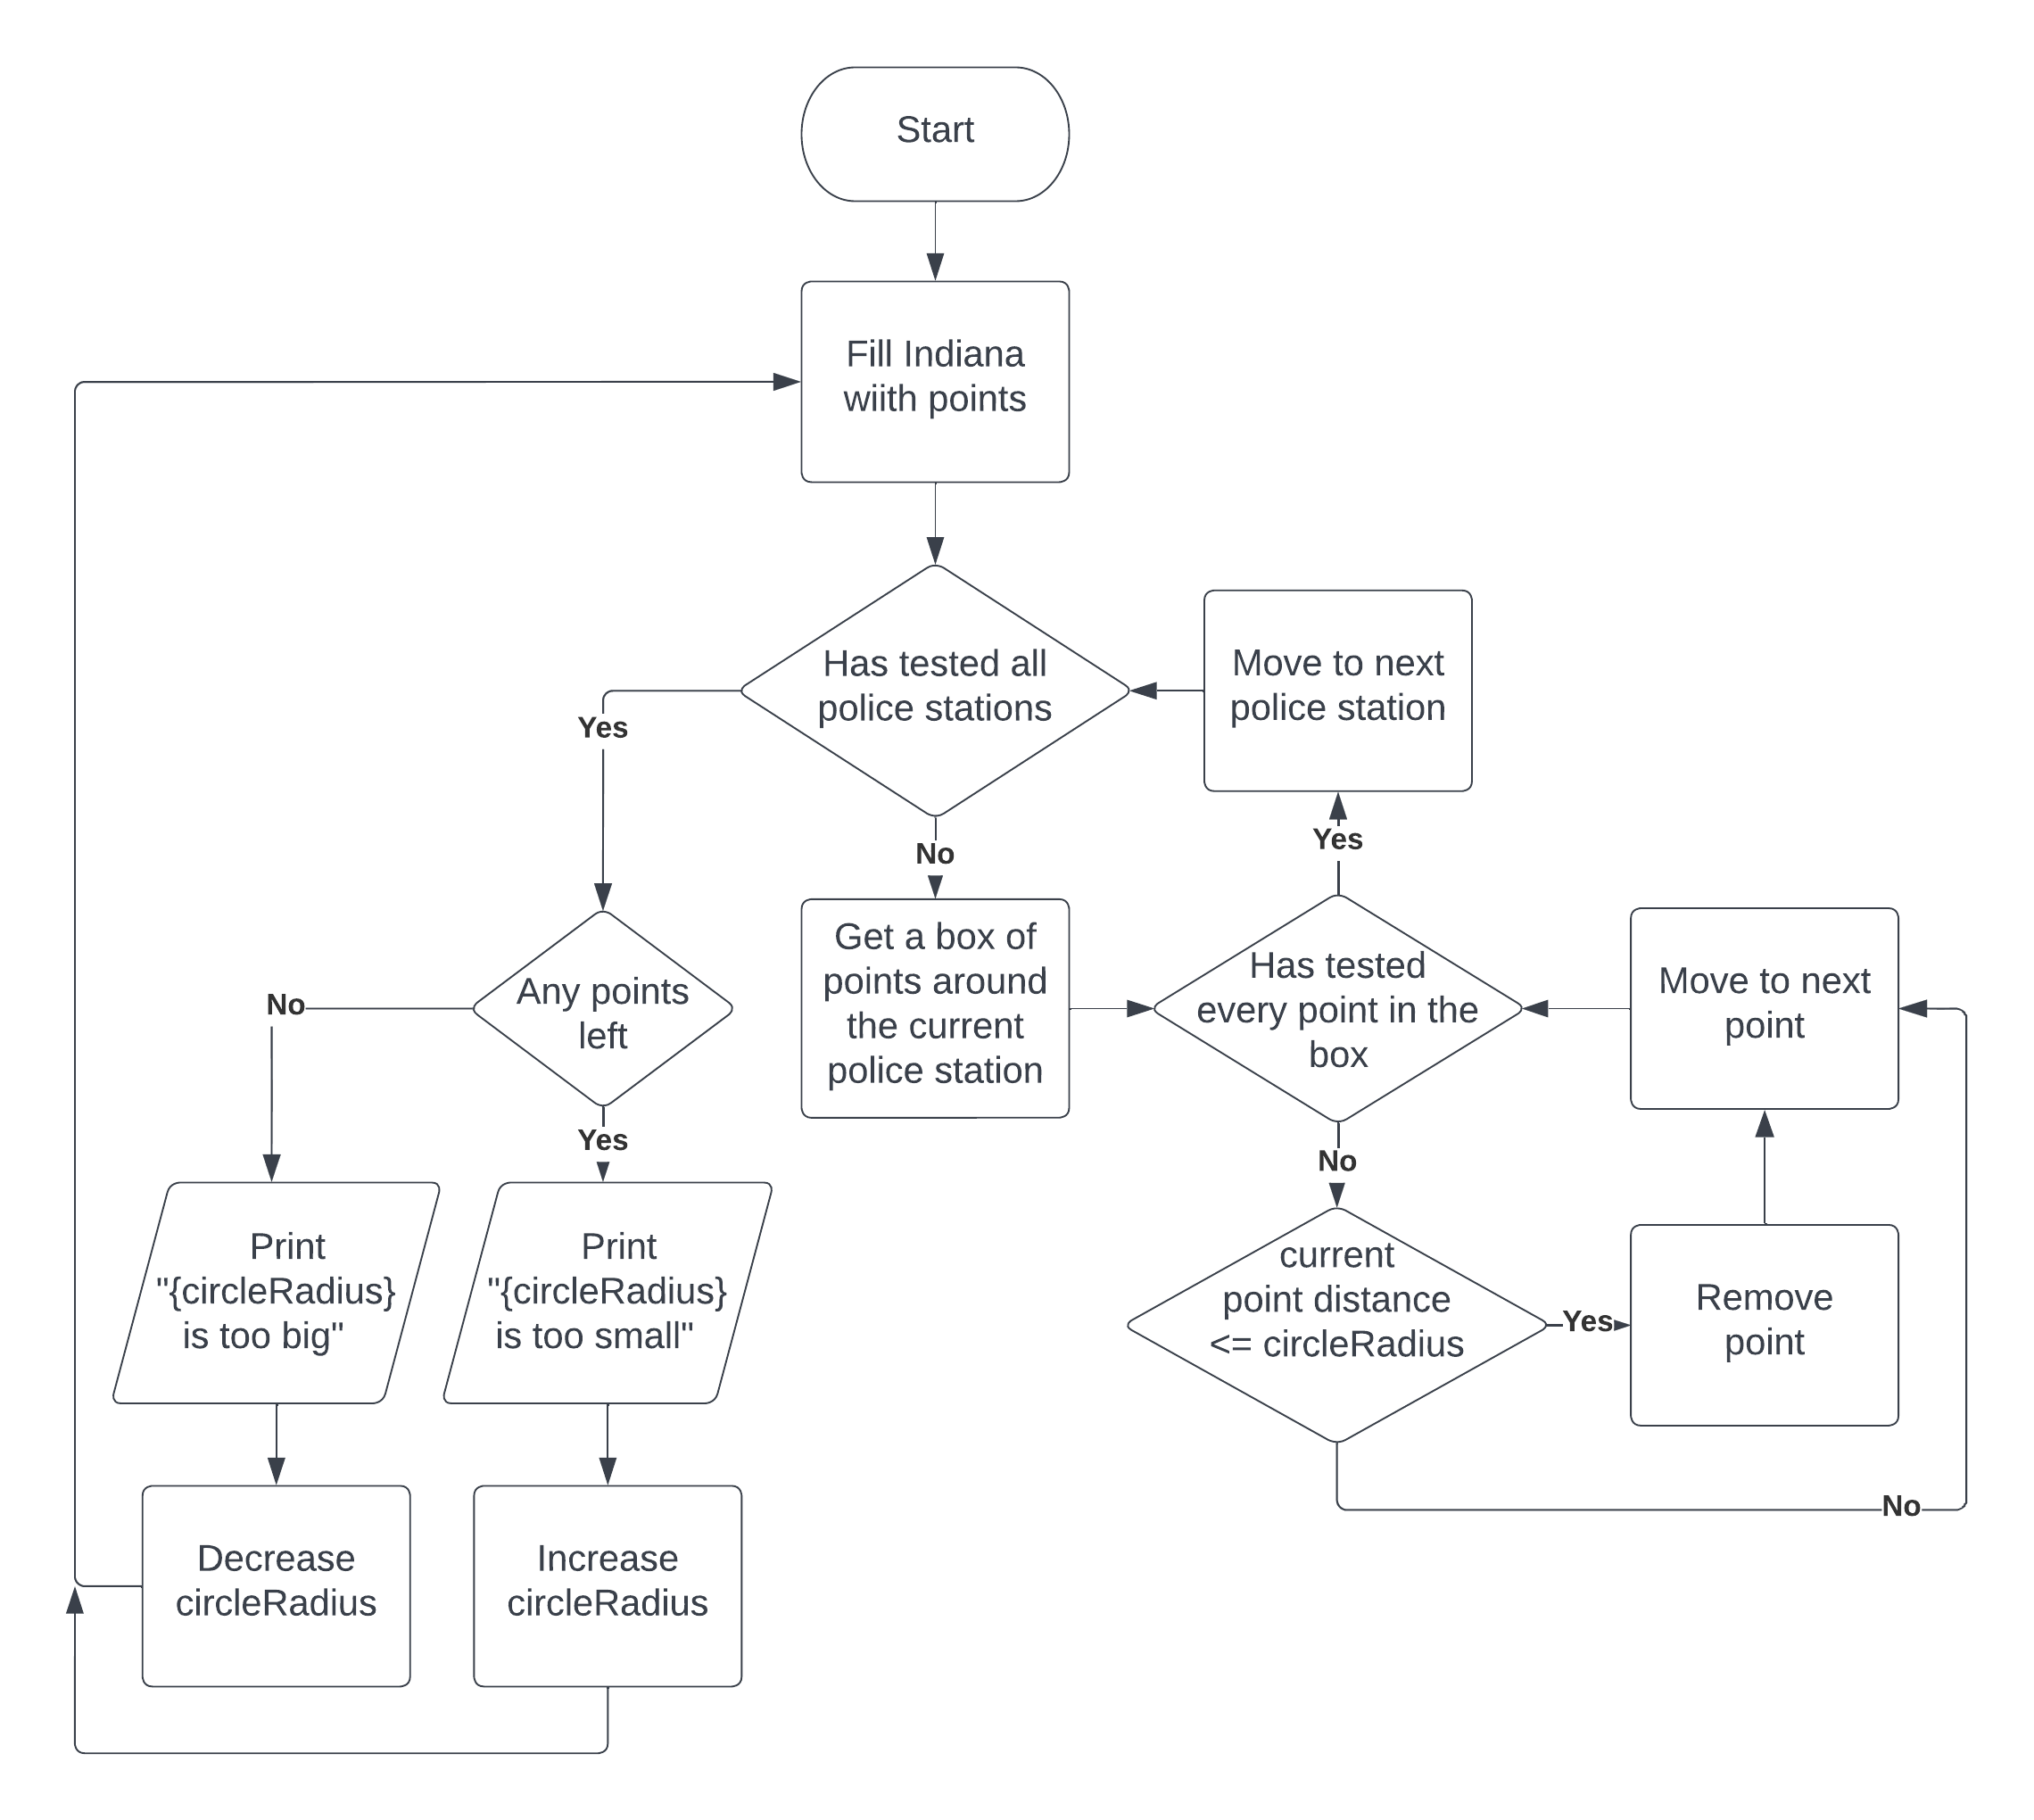 Start
Fill Indiana
wiith points
Has tested all
police stations
Move to next
police station
Yes
No
Yes
Get a box of
points around
the current
police station
Has tested
every point in the
box
Move to next
point
Any points
left
No
Yes
No
Print
"{circleRadius}
is too big"
Print
"{circleRadius}
is too small"
current
point distance
<= circleRadius
Yes
Remove
point
No
Decrease
circleRadius
Increase
circleRadius